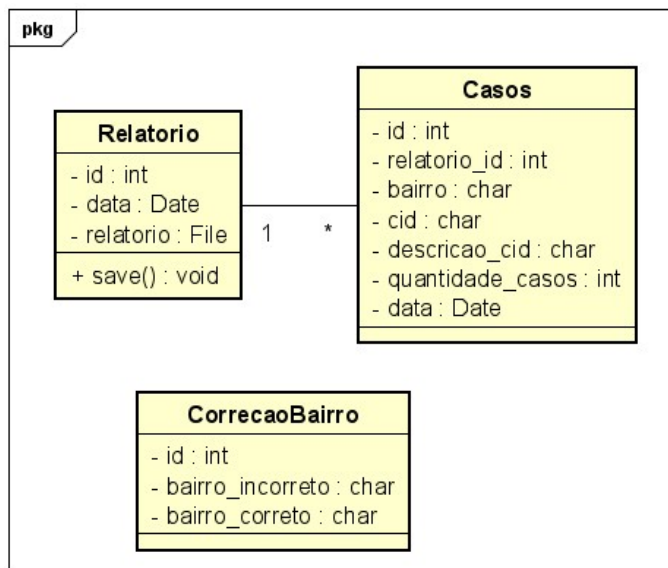 pkg
Relatorio
- id : int
- data : Date
- relatorio : File
+ save() : void
1
*
Casos
- id : int
- relatorio_id : int
- bairro : char
- cid : char
- descricao_cid : char
- quantidade_casos : int
- data : Date
CorrecaoBairro
- id : int
- bairro_incorreto : char
- bairro_correto : char